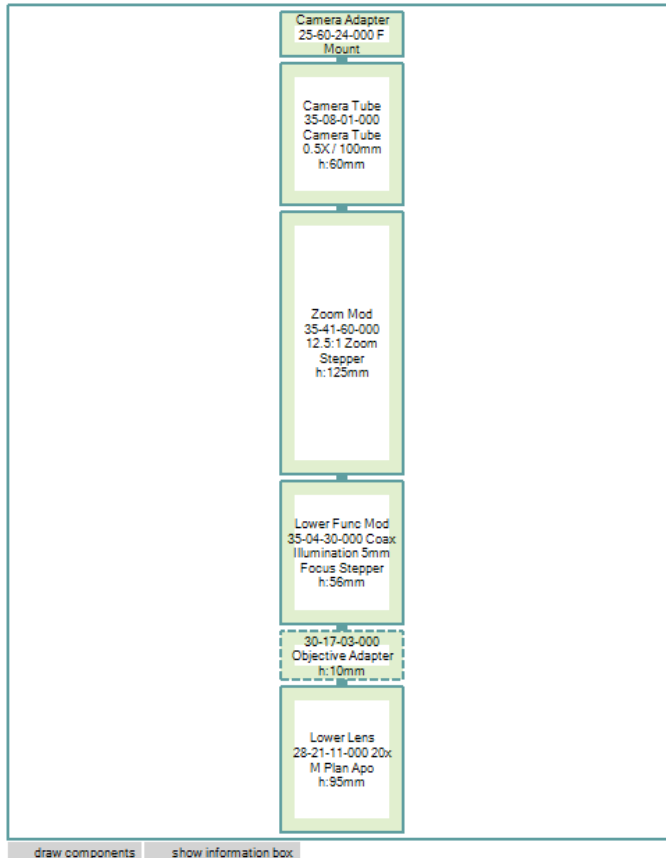 Camera Adapter
25-60-24-000 F
Mount
Camera Tube
35-08-01-000
Camera Tube
0.5X / 100mm
h:60mm
Zoom Mod
35-41-60-000
12.5:1 Zoom
Stepper
h:125mm
Lower Func Mod
35-04-30-000 Coax
Illumination 5mm
Focus Stepper
h:56mm
30-17-03-000
Objective Adapter
h:10mm
Lower Lens
28-21-11-000 20x
M Plan Apo
h:95mm
draw components
show information box